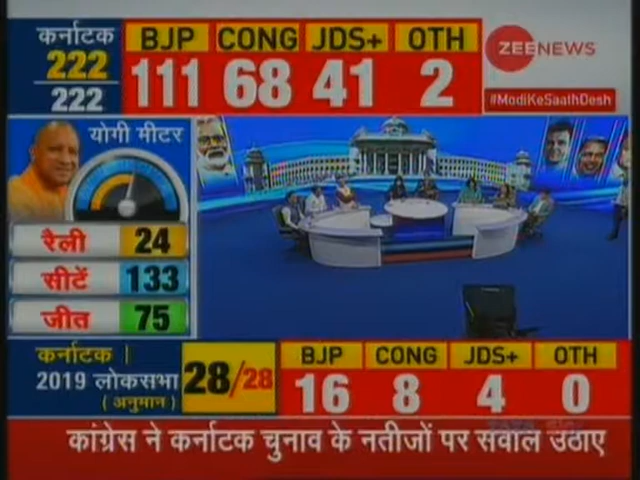 कर्नाटक
222
222
BJP CONG JDS+ OTH
111 68 41 2
ZEENEWS
#ModiKeSaathDesh
योगी मीटर
रैली 24
सीटें 133
जीत 75
कर्नाटक |
2019 लोकसभा
( अनुमान )
28/28
BJP CONG JDS+ OTH
16 8 4 0
कांग्रेस ने कर्नाटक चुनाव के नतीजों पर सवाल उठाए